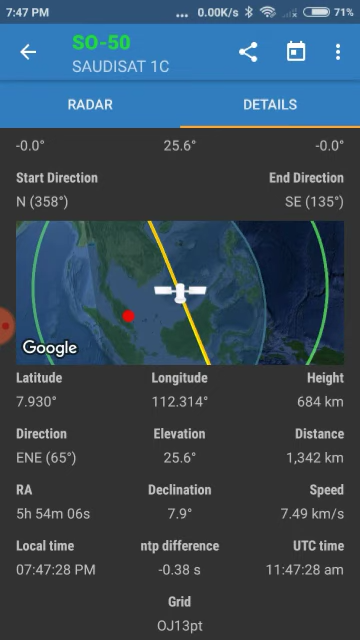 7:47 PM ... 0.00K/s 71%
SO-50
SAUDISAT 1C
RADAR DETAILS
-0.0° 25.6° -0.0°
Start Direction End Direction
N (358°) SE (135°)
Google
Latitude Longitude Height
7.930° 112.314° 684 km
Direction Elevation Distance
ENE (65°) 25.6° 1,342 km
RA Declination Speed
5h 54m 06s 7.9° 7.49 km/s
Local time ntp difference UTC time
07:47:28 PM -0.38 s 11:47:28 am
Grid
OJ13pt